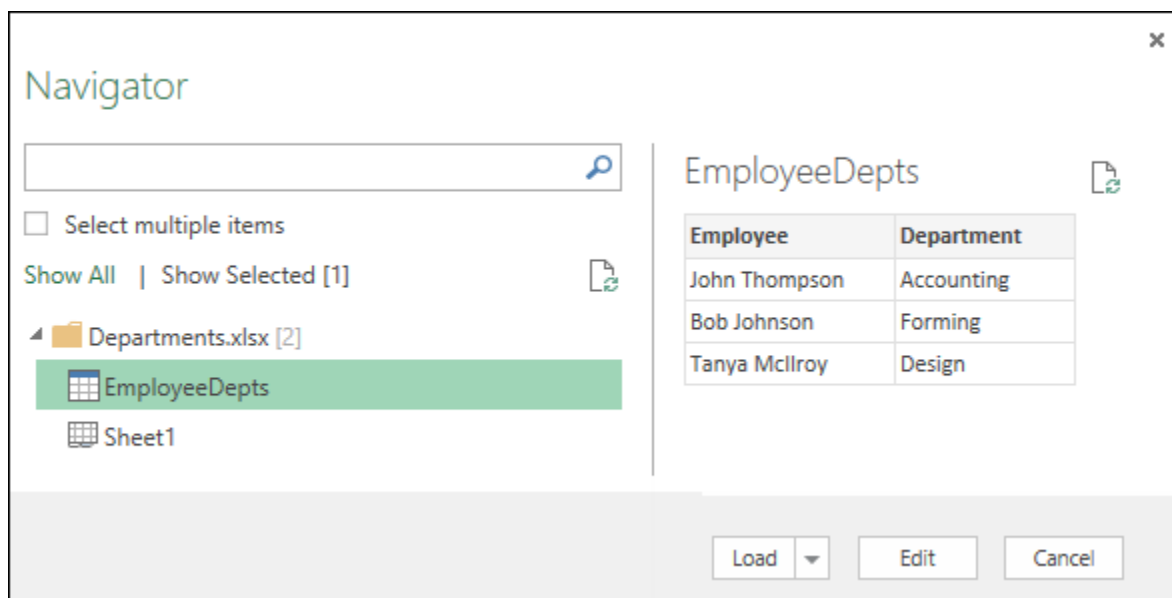 Navigator
Select multiple items
Show All | Show Selected [1]
Departments.xlsx [2]
EmployeeDepts
Sheet1
EmployeeDepts
Employee Department
John Thompson Accounting
Bob Johnson Forming
Tanya McIlroy Design
Load Edit Cancel